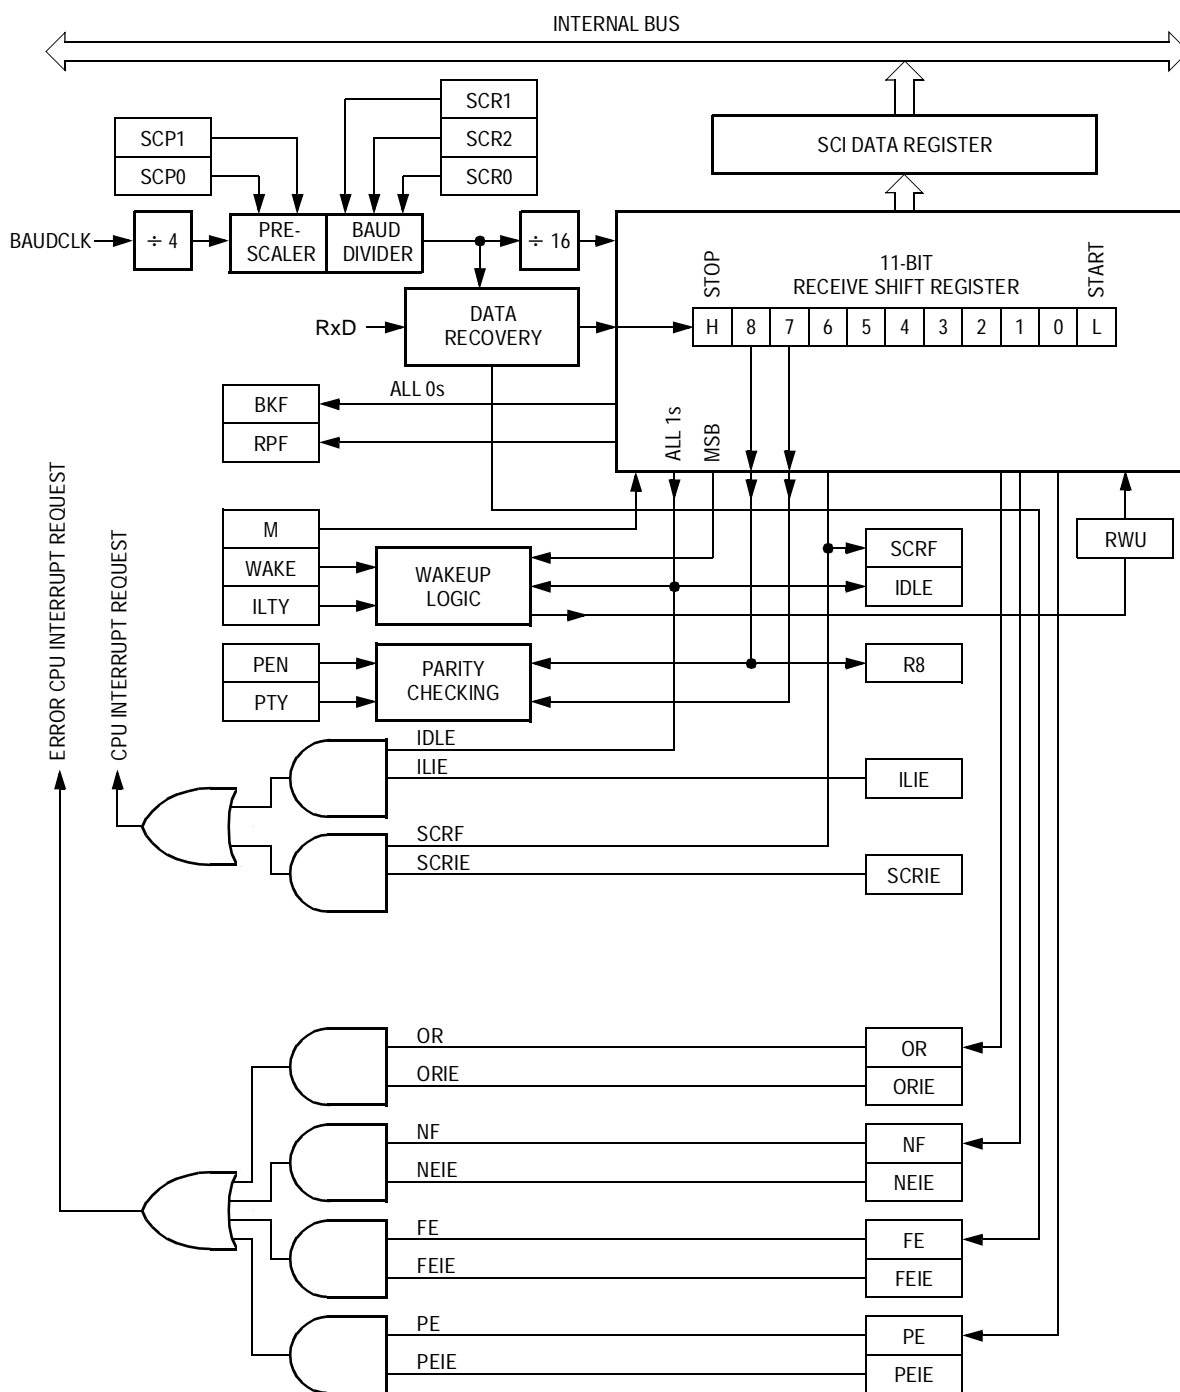 INTERNAL BUS
SCR1
SCR2
SCR0
SCP1
SCP0
SCI DATA REGISTER
BAUDCLK
÷ 4
PRE-
SCALER
BAUD
DIVIDER
÷ 16
STOP
11-BIT
RECEIVE SHIFT REGISTER
START
RxD
DATA
RECOVERY
H 8 7 6 5 4 3 2 1 0 L
ALL 0s
BKF
RPF
ALL 1s
MSB
ERROR CPU INTERRUPT REQUEST
CPU INTERRUPT REQUEST
M
WAKE
ILTY
WAKEUP
LOGIC
SCRF
IDLE
RWU
PEN
PTY
PARITY
CHECKING
R8
IDLE
ILIE
ILIE
SCRF
SCRIE
SCRIE
OR
ORIE
OR
ORIE
NF
NEIE
NF
NEIE
FE
FEIE
FE
FEIE
PE
PEIE
PE
PEIE